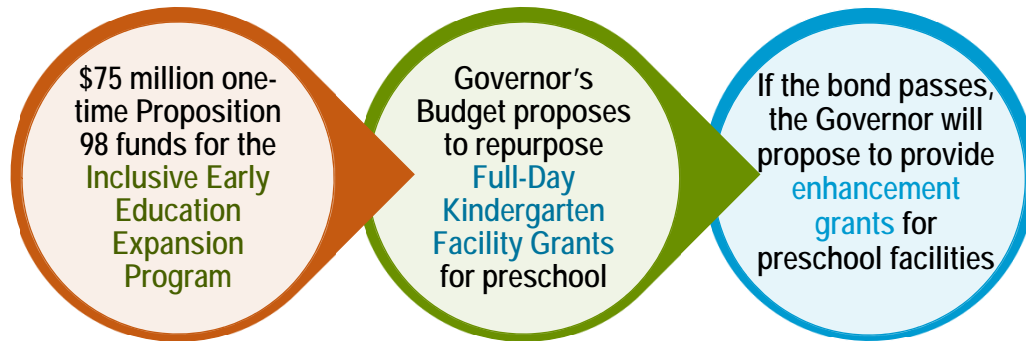 $75 million one-
time Proposition
98 funds for the
Inclusive Early
Education
Expansion
Program
Governor's
Budget proposes
to repurpose
Full-Day
Kindergarten
Facility Grants
for preschool
If the bond passes,
the Governor will
propose to provide
enhancement
grants for
preschool facilities